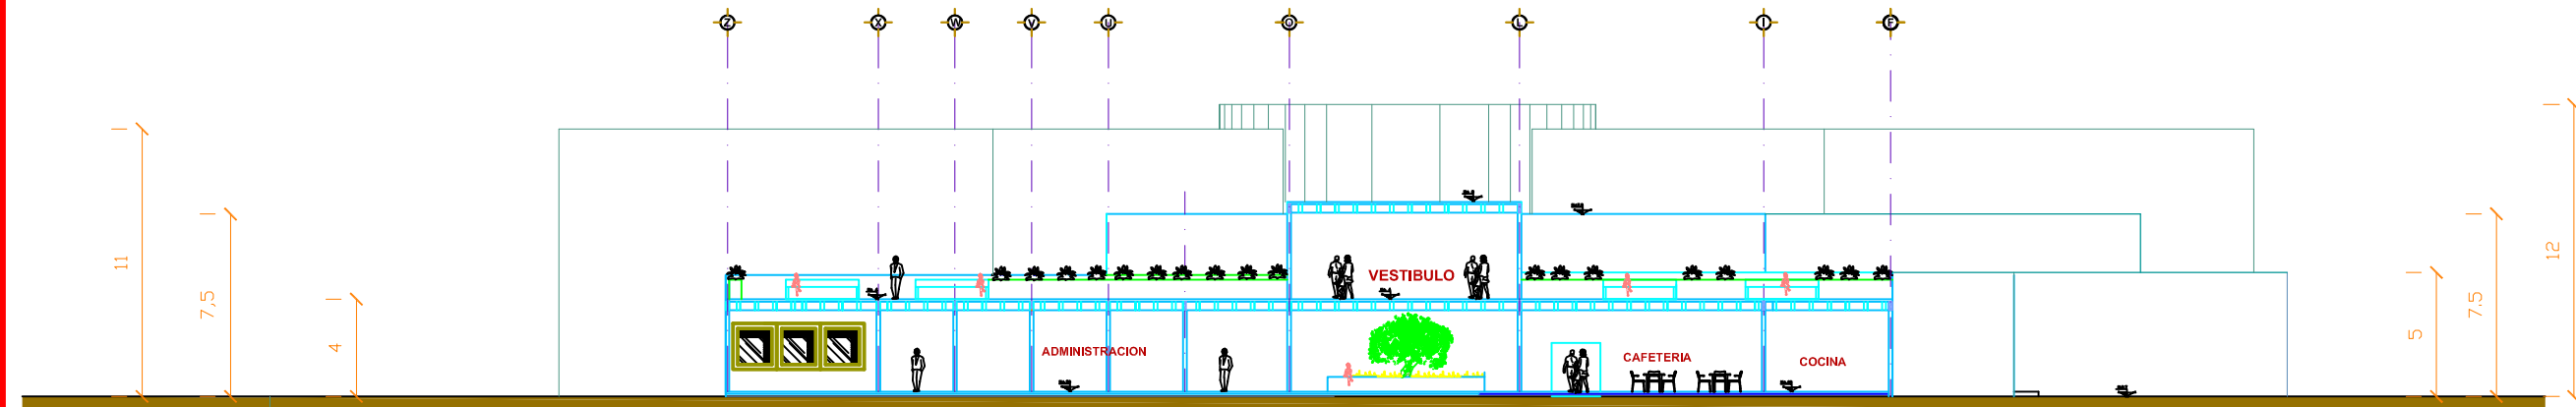 Z X W V U O L I F
11
7,5
4
VESTIBULO
ADMINISTRACION
CAFETERIA
COCINA
5
7.5
12